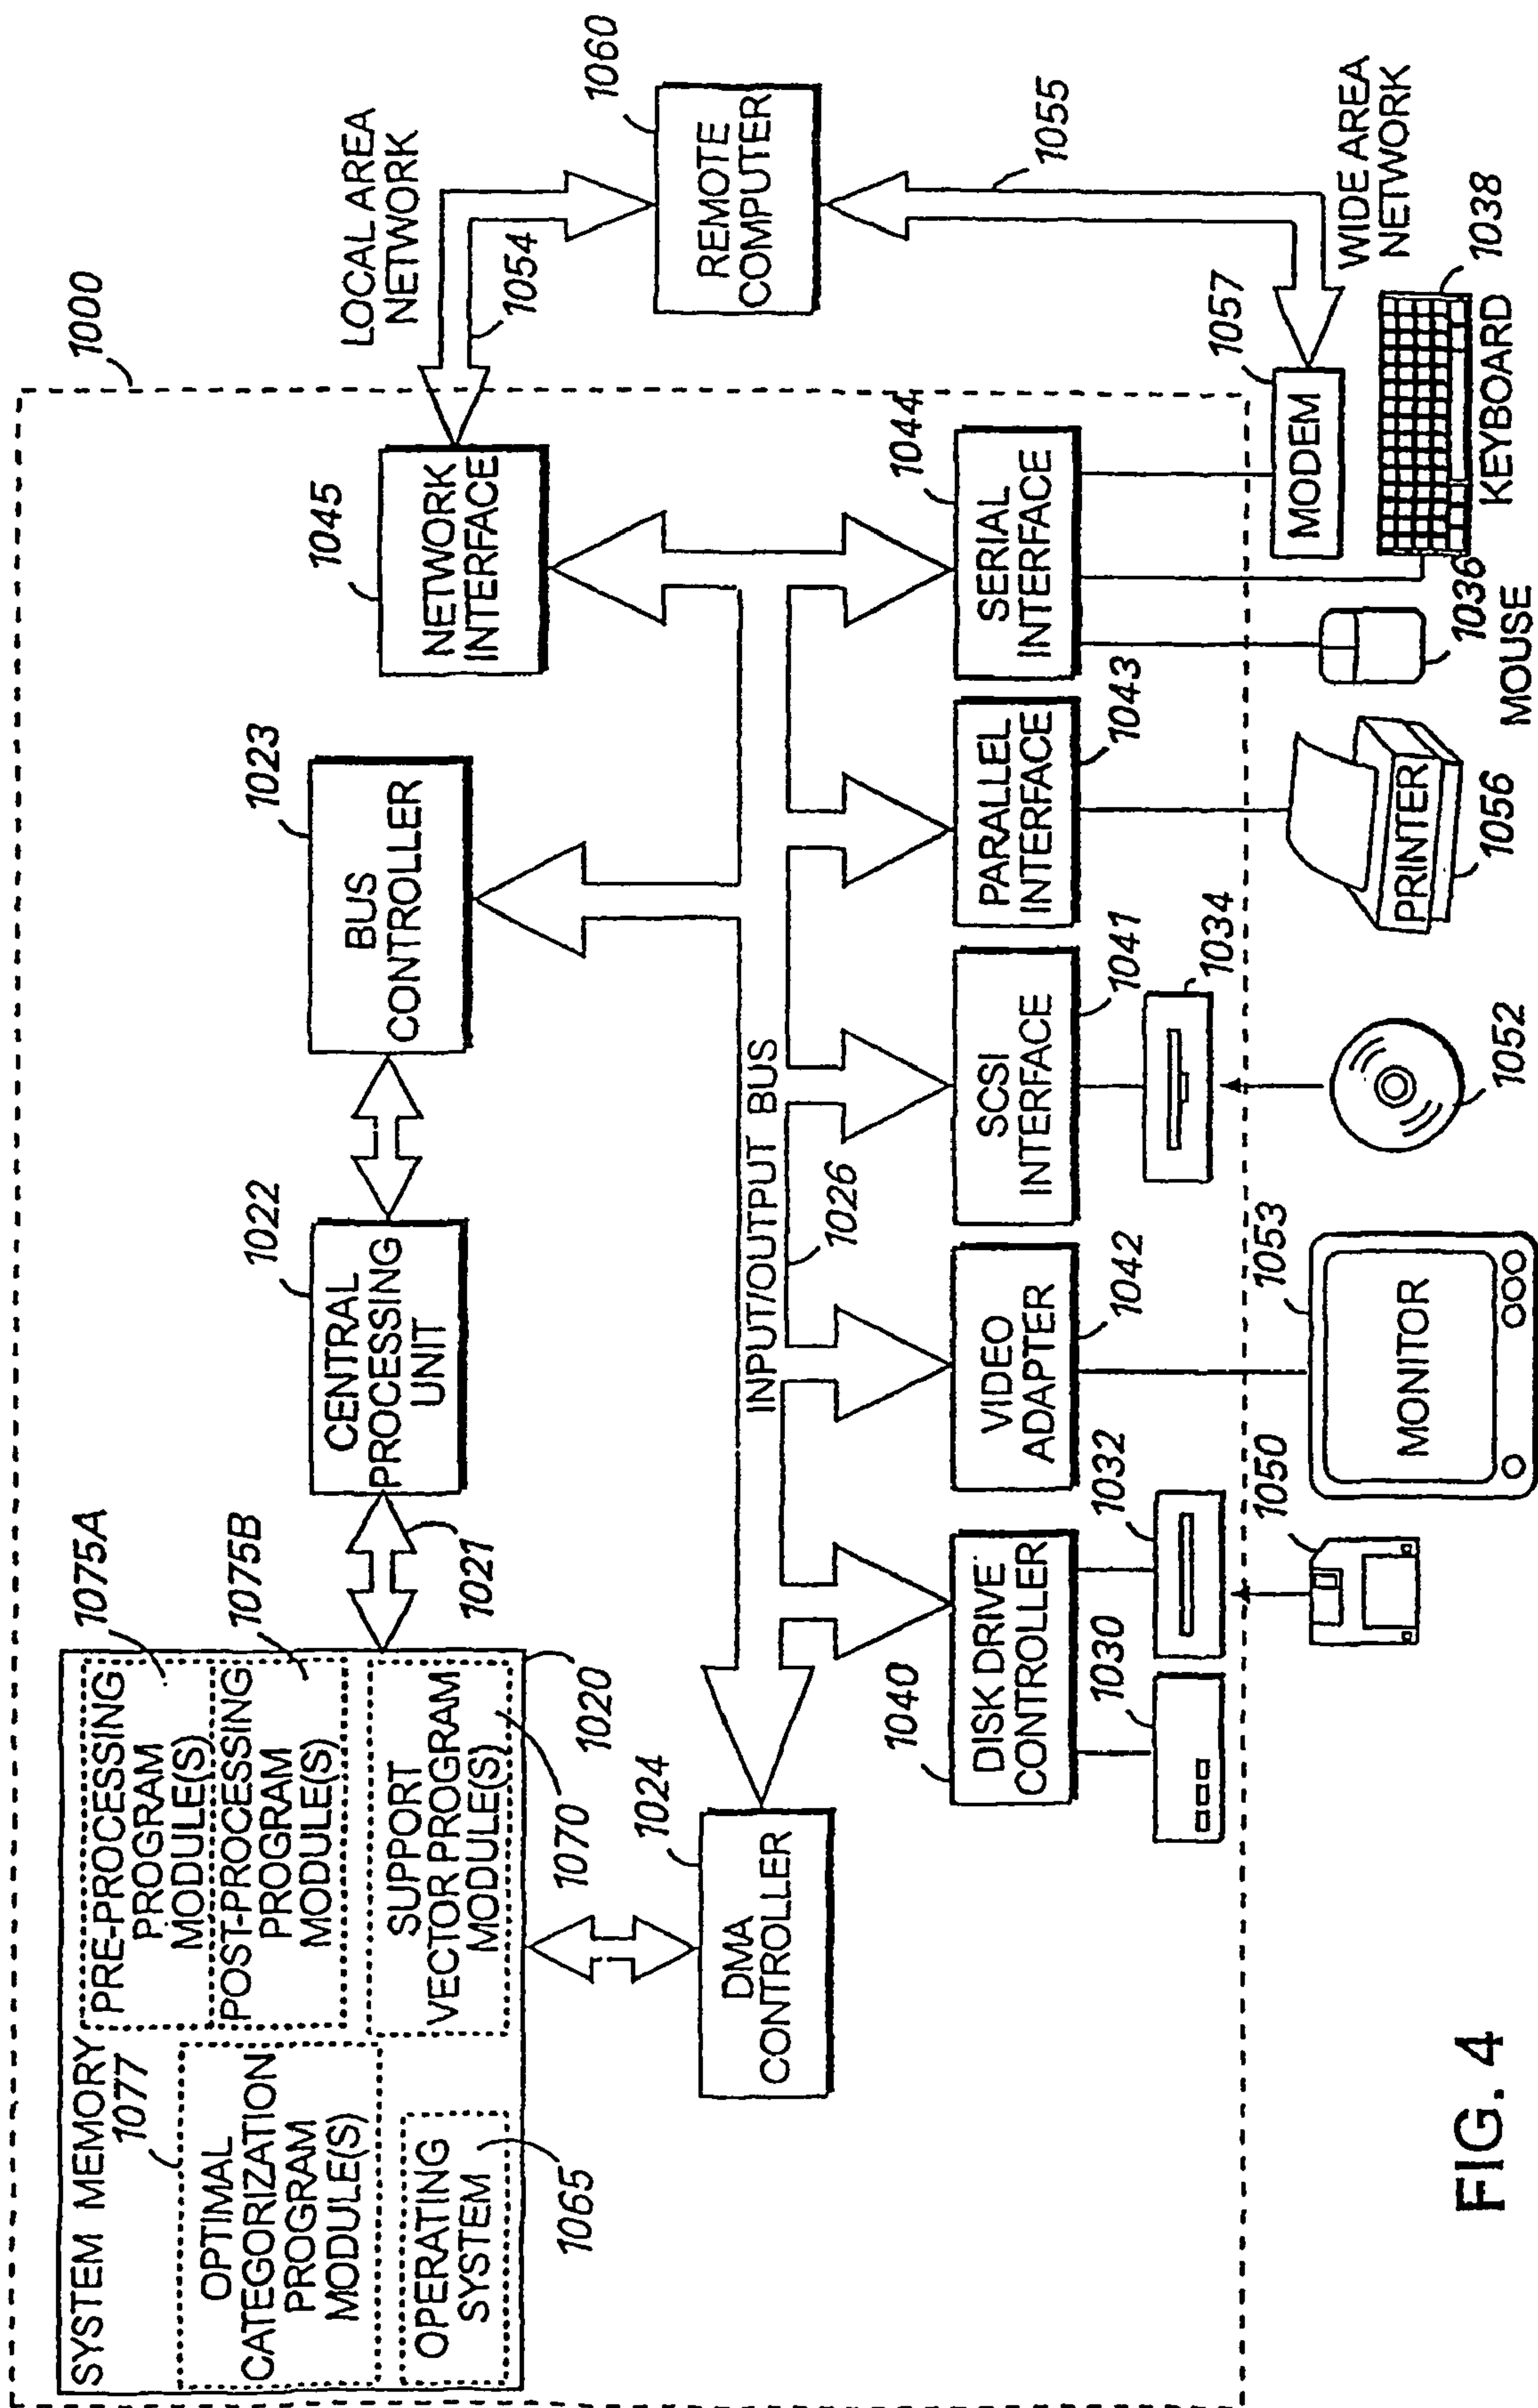 1000
SYSTEM MEMORY
1077
OPTIMAL
CATEGORIZATION
PROGRAM
MODULE(S)
PRE-PROCESSING
PROGRAM
MODULE(S)
1075A
POST-PROCESSING
PROGRAM
MODULE(S)
1075B
OPERATING
SYSTEM
1065
SUPPORT
VECTOR PROGRAM
MODULE(S)
1070
1020
1021
1022
CENTRAL
PROCESSING
UNIT
1023
BUS
CONTROLLER
1045
NETWORK
INTERFACE
LOCAL AREA
NETWORK
1054
1060
REMOTE
COMPUTER
1055
1024
DMA
CONTROLLER
INPUT/OUTPUT BUS
1026
1040
DISK DRIVE
CONTROLLER
VIDEO
ADAPTER
1042
SCSI
INTERFACE
1041
PARALLEL
INTERFACE
1043
SERIAL
INTERFACE
1044
1030
1032
1034
1057
MODEM
WIDE AREA
NETWORK
1050
MONITOR
1053
1052
PRINTER
1056
1036
MOUSE
1038
KEYBOARD
FIG. 4